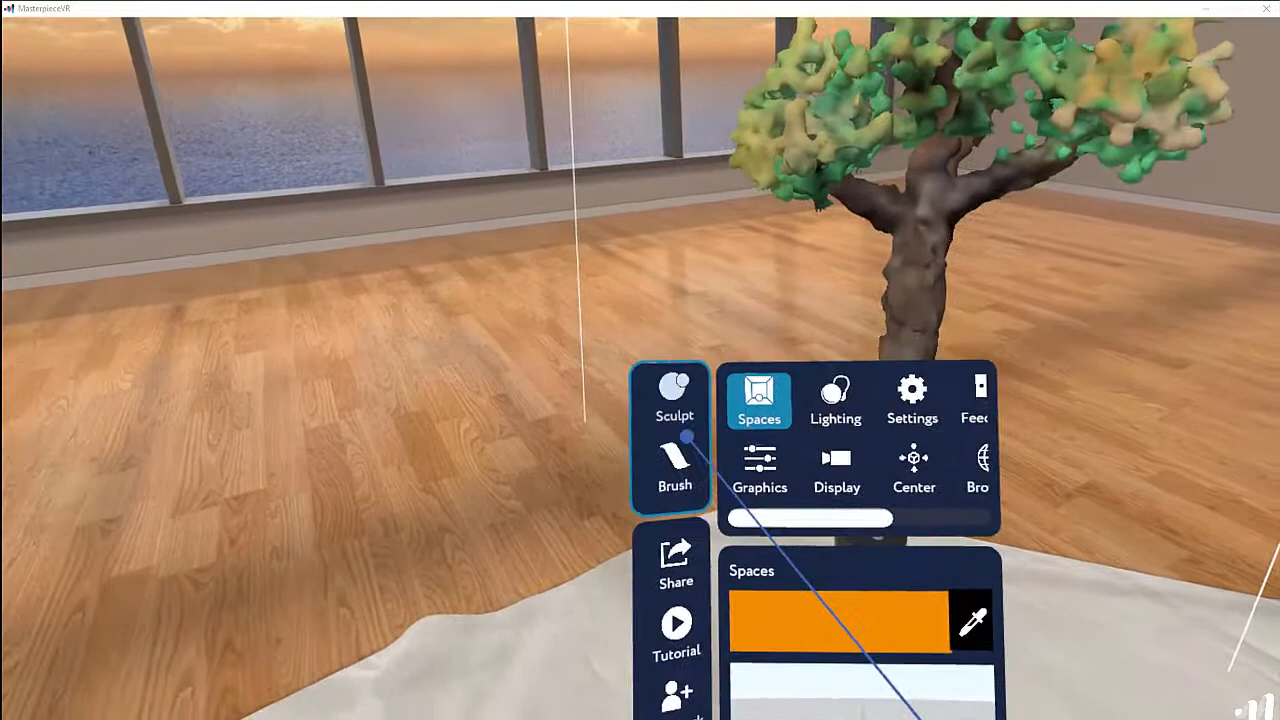 MasterpieceVR
Sculpt
Brush
Spaces
Lighting
Settings
Graphics
Display
Center
Share
Tutorial
Spaces